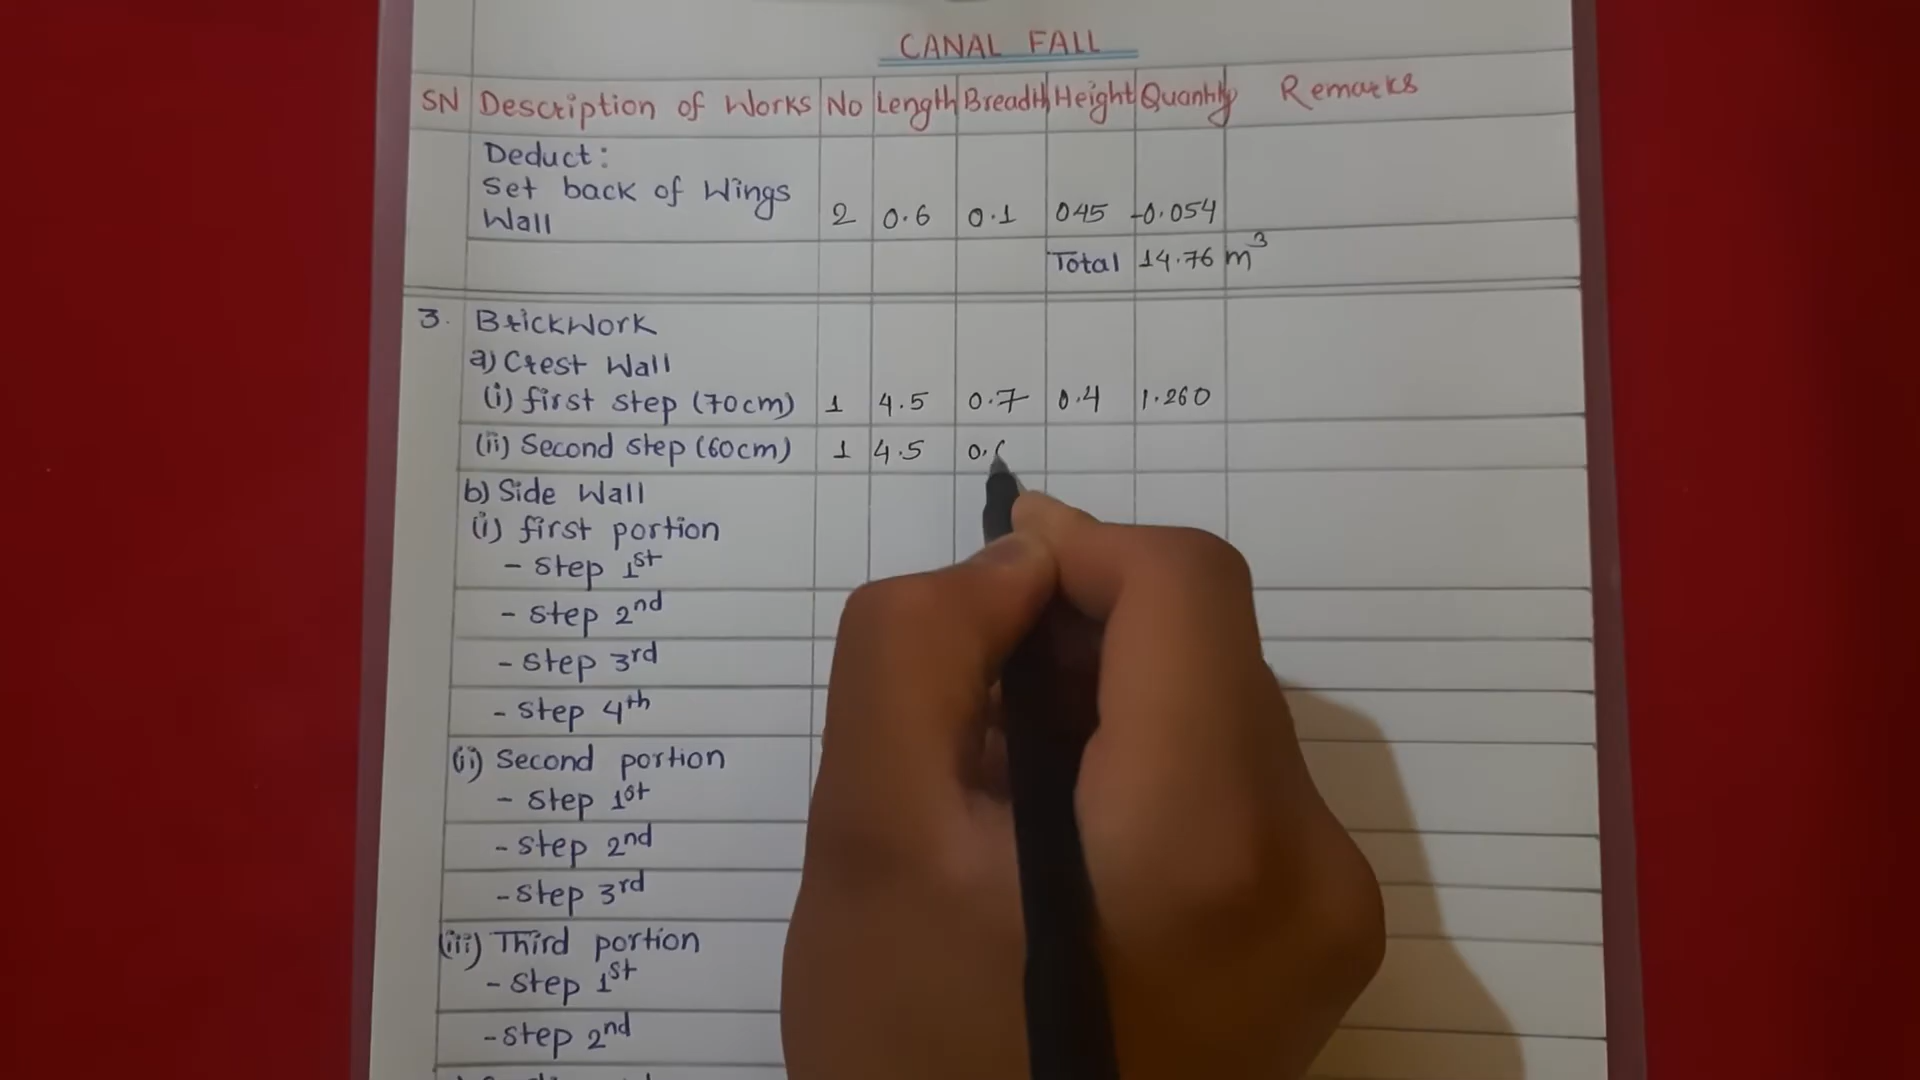 CANAL FALL
SN Description of Works No Length Breadth Height Quantity Remarks
Deduct:
Set back of Wings
Wall 2 0.6 0.1 045 -0.054
Total 14.76 m³
3. BrickWork
a) Crest Wall
(i) first step (70cm) 1 4.5 0.7 0.4 1.260
(ii) Second step (60cm) 1 4.5 0.
b) Side Wall
(i) first portion
- Step 1st
- Step 2nd
- Step 3rd
- Step 4th
(ii) Second portion
- Step 1st
- Step 2nd
- Step 3rd
(iii) Third portion
- Step 1st
- Step 2nd